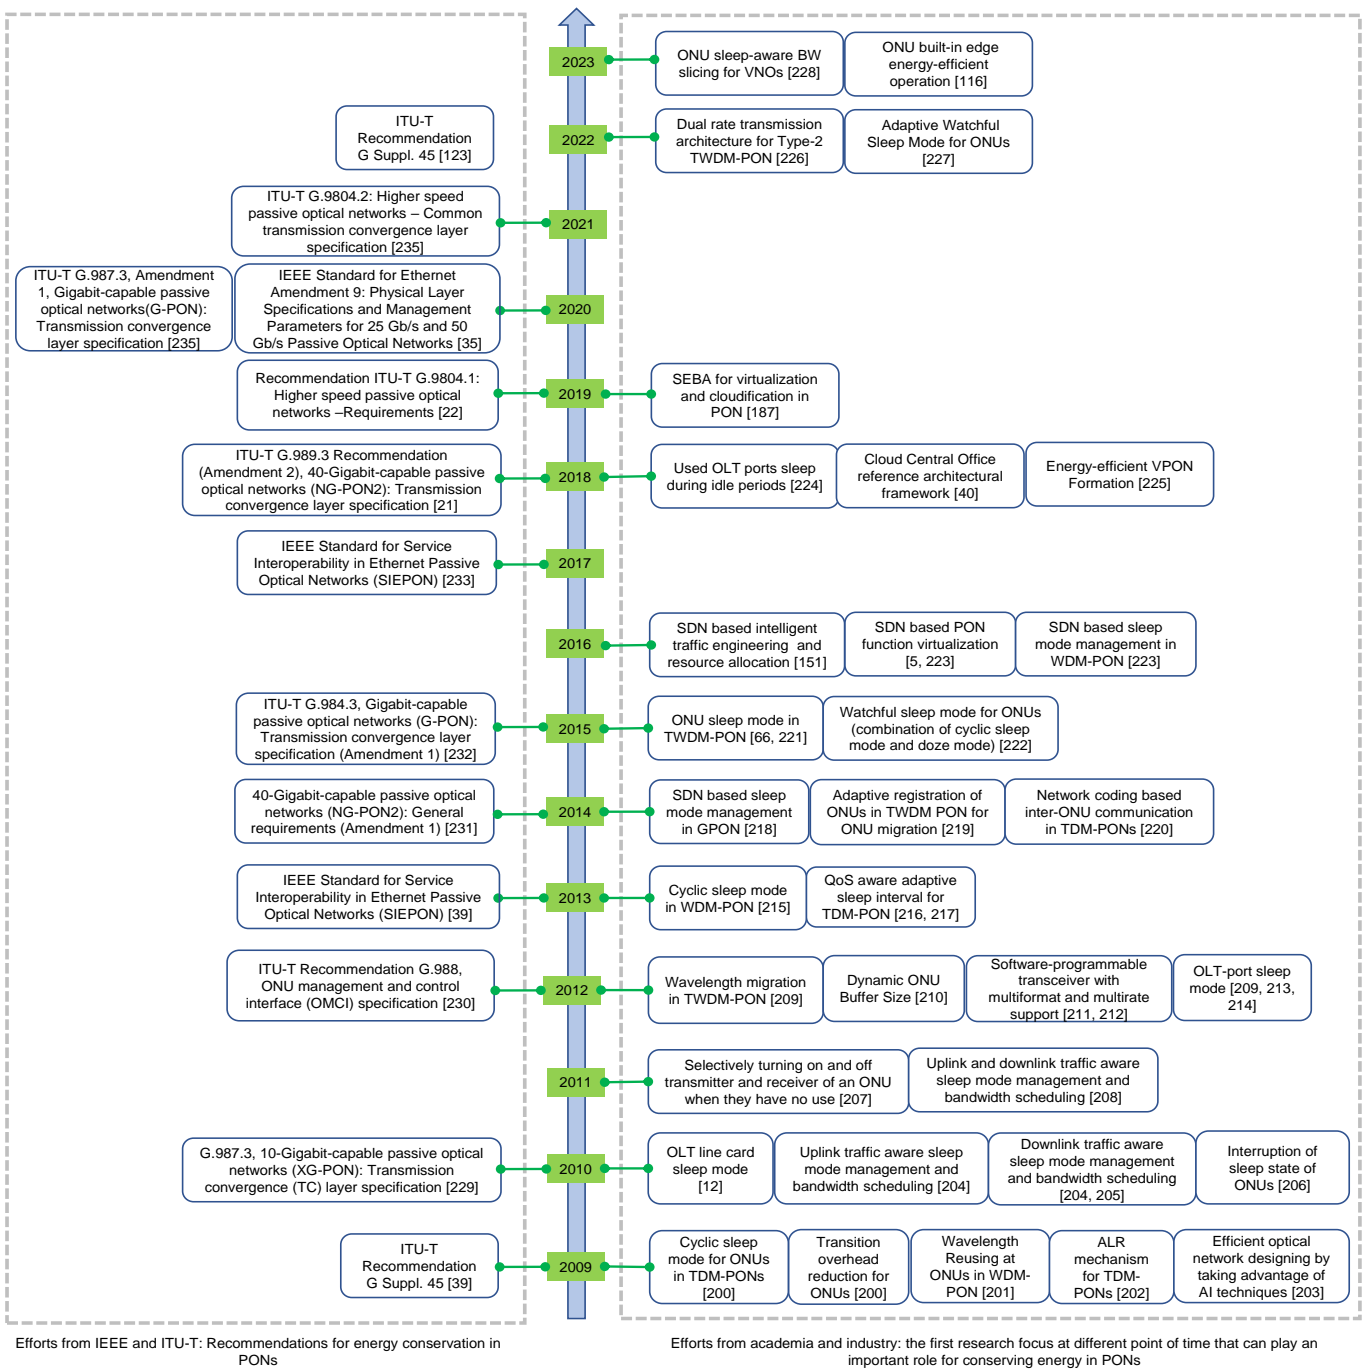 2023
ONU sleep-aware BW
slicing for VNOs [228]
ONU built-in edge
energy-efficient
operation [116]
ITU-T
Recommendation
G Suppl. 45 [123]
2022
Dual rate transmission
architecture for Type-2
TWDM-PON [226]
Adaptive Watchful
Sleep Mode for ONUs
[227]
ITU-T G.9804.2: Higher speed
passive optical networks – Common
transmission convergence layer
specification [235]
2021
ITU-T G.987.3, Amendment
1, Gigabit-capable passive
optical networks(G-PON):
Transmission convergence
layer specification [235]
IEEE Standard for Ethernet
Amendment 9: Physical Layer
Specifications and Management
Parameters for 25 Gb/s and 50
Gb/s Passive Optical Networks [35]
2020
Recommendation ITU-T G.9804.1:
Higher speed passive optical
networks –Requirements [22]
2019
SEBA for virtualization
and cloudification in
PON [187]
ITU-T G.989.3 Recommendation
(Amendment 2), 40-Gigabit-capable passive
optical networks (NG-PON2): Transmission
convergence layer specification [21]
2018
Used OLT ports sleep
during idle periods [224]
Cloud Central Office
reference architectural
framework [40]
Energy-efficient VPON
Formation [225]
IEEE Standard for Service
Interoperability in Ethernet Passive
Optical Networks (SIEPON) [233]
2017
2016
SDN based intelligent
traffic engineering and
resource allocation [151]
SDN based PON
function virtualization
[5, 223]
SDN based sleep
mode management in
WDM-PON [223]
ITU-T G.984.3, Gigabit-capable
passive optical networks (G-PON):
Transmission convergence layer
specification (Amendment 1) [232]
2015
ONU sleep mode in
TWDM-PON [66, 221]
Watchful sleep mode for ONUs
(combination of cyclic sleep
mode and doze mode) [222]
40-Gigabit-capable passive optical
networks (NG-PON2): General
requirements (Amendment 1) [231]
2014
SDN based sleep
mode management
in GPON [218]
Adaptive registration of
ONUs in TWDM PON for
ONU migration [219]
Network coding based
inter-ONU communication
in TDM-PONs [220]
IEEE Standard for Service
Interoperability in Ethernet Passive
Optical Networks (SIEPON) [39]
2013
Cyclic sleep mode
in WDM-PON [215]
QoS aware adaptive
sleep interval for
TDM-PON [216, 217]
ITU-T Recommendation G.988,
ONU management and control
interface (OMCI) specification [230]
2012
Wavelength migration
in TWDM-PON [209]
Dynamic ONU
Buffer Size [210]
Software-programmable
transceiver with
multiformat and multirate
support [211, 212]
OLT-port sleep
mode [209, 213,
214]
2011
Selectively turning on and off
transmitter and receiver of an ONU
when they have no use [207]
Uplink and downlink traffic aware
sleep mode management and
bandwidth scheduling [208]
G.987.3, 10-Gigabit-capable passive optical
networks (XG-PON): Transmission
convergence (TC) layer specification [229]
2010
OLT line card
sleep mode
[12]
Uplink traffic aware sleep
mode management and
bandwidth scheduling [204]
Downlink traffic aware
sleep mode management
and bandwidth scheduling
[204, 205]
Interruption of
sleep state of
ONUs [206]
ITU-T
Recommendation
G Suppl. 45 [39]
2009
Cyclic sleep
mode for ONUs
in TDM-PONs
[200]
Transition
overhead
reduction for
ONUs [200]
Wavelength
Reusing at
ONUs in WDM-
PON [201]
ALR
mechanism
for TDM-
PONs [202]
Efficient optical
network designing by
taking advantage of
AI techniques [203]
Efforts from IEEE and ITU-T: Recommendations for energy conservation in
PONs
Efforts from academia and industry: the first research focus at different point of time that can play an
important role for conserving energy in PONs